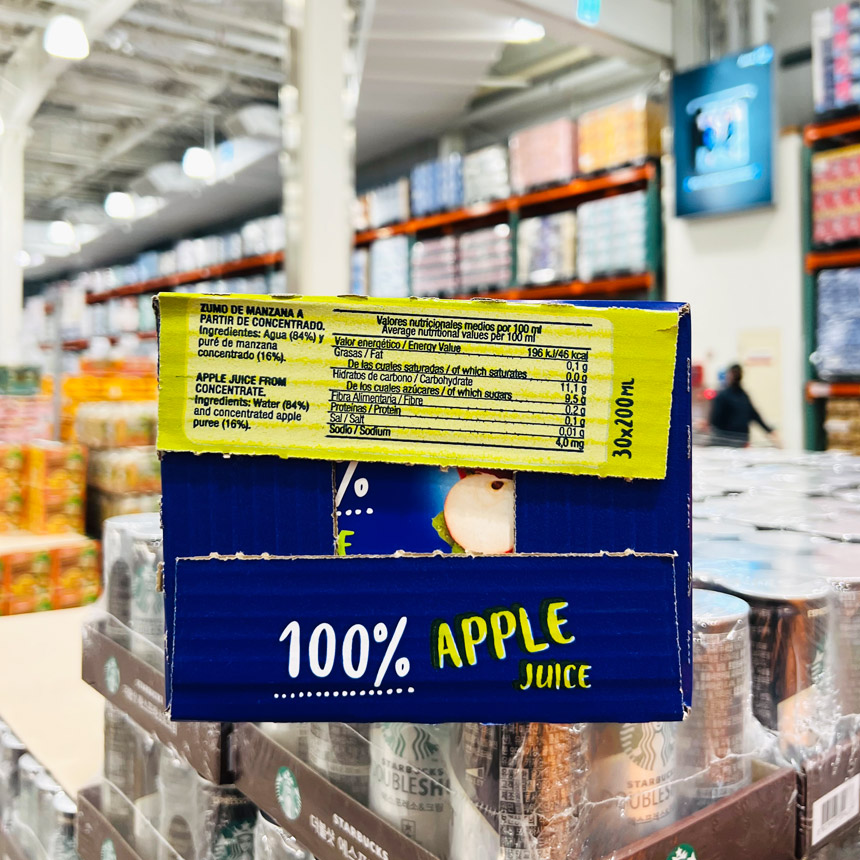 ZUMO DE MANZANA A
PARTIR DE CONCENTRADO.
Ingredientes: Agua (84%) y
puré de manzana
concentrado (16%).
APPLE JUICE FROM
CONCENTRATE.
Ingredients: Water (84%)
and concentrated apple
puree (16%).
Valores nutricionales medios por 100 ml
Average nutritional values per 100 ml
Valor energético / Energy Value 196 kJ/46 kcal
Grasas / Fat 0,1 g
De las cuales saturadas / of which saturates 0,0 g
Hidratos de carbono / Carbohydrate 11,1 g
De los cuales azúcares / of which sugars 9,5 g
Fibra Alimentaria / Fibre 0,2 g
Proteínas / Protein 0,1 g
Sal / Salt 0,01 g
Sodio / Sodium 4,0 mg
30x200mL
%
E
100% APPLE
JUICE
STARBUCKS
OUBLESH
STARBU
UBLES
STARBUCKS